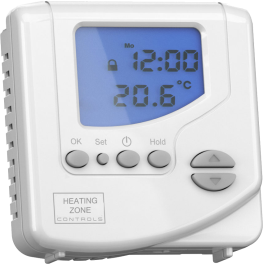 Mo
12:00
20.6°C
OK Set Hold
HEATING
ZONE
CONTROLS